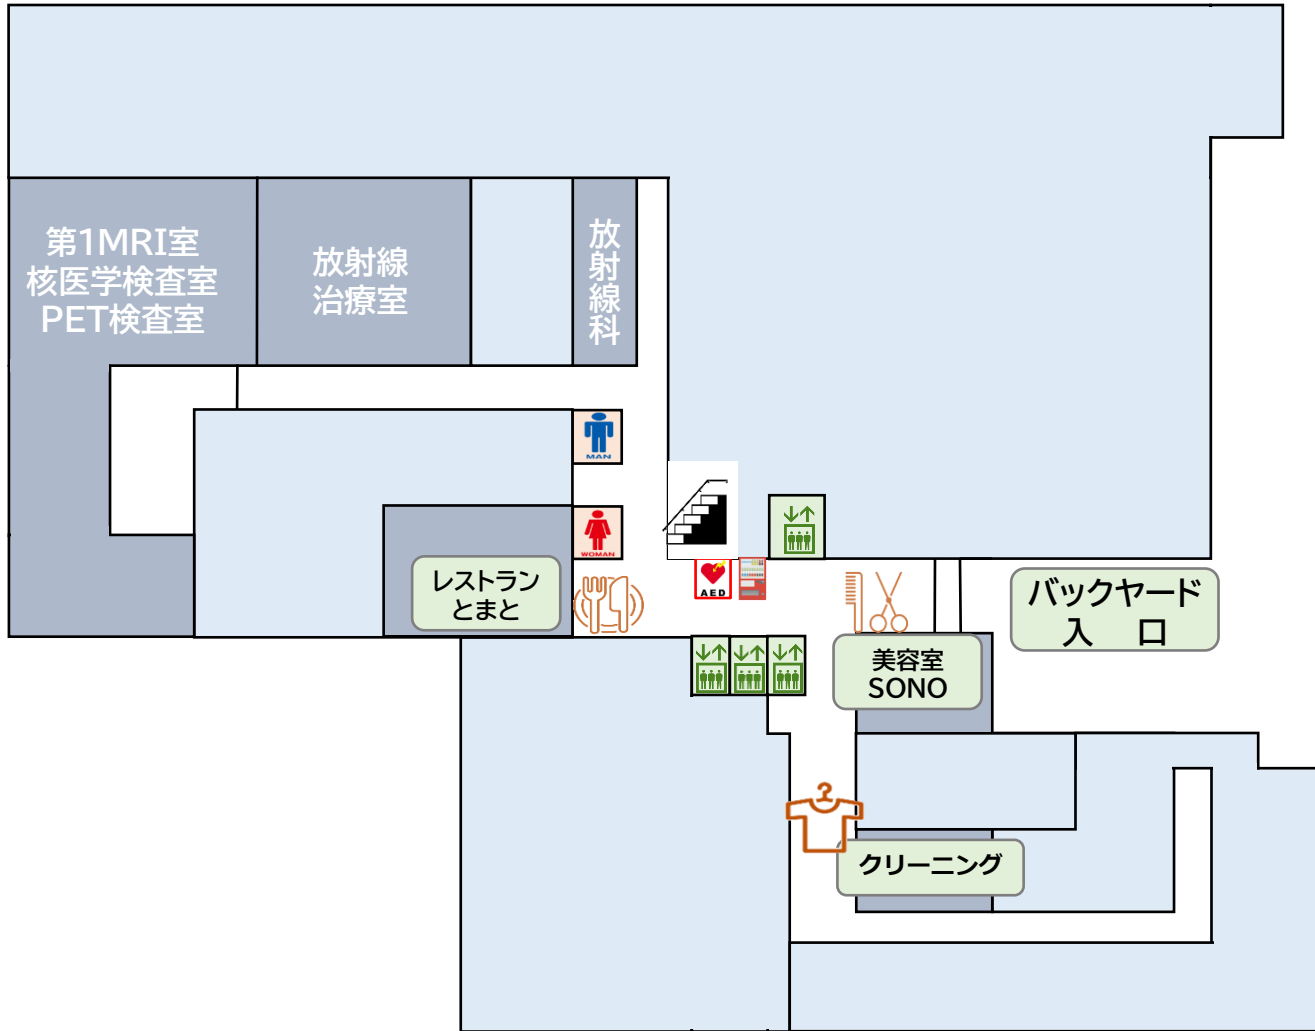 第1MRI室
核医学検査室
PET検査室
放射線
治療室
放射線科
MAN
WOMAN
レストラン
とまと
AED
バックヤード
入　口
美容室
SONO
クリーニング